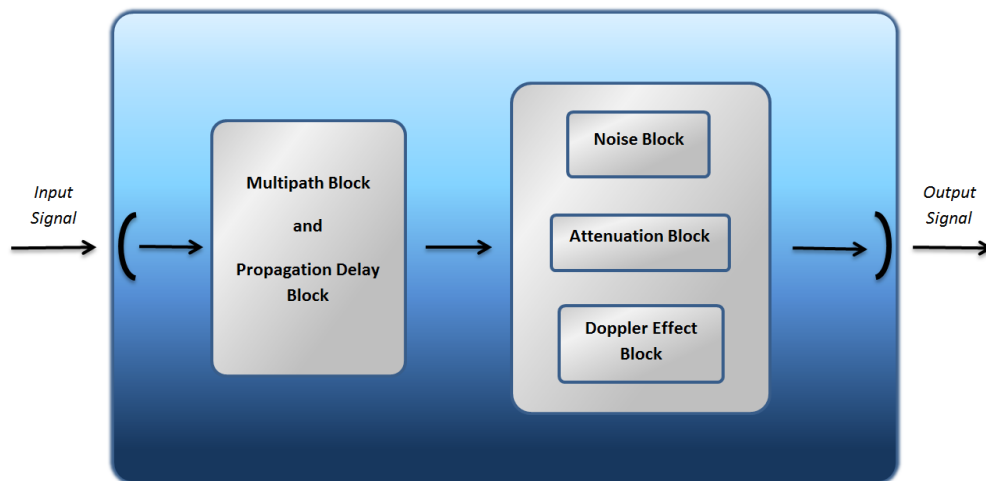 Input
Signal
Multipath Block
and
Propagation Delay
Block
Noise Block
Attenuation Block
Doppler Effect
Block
Output
Signal